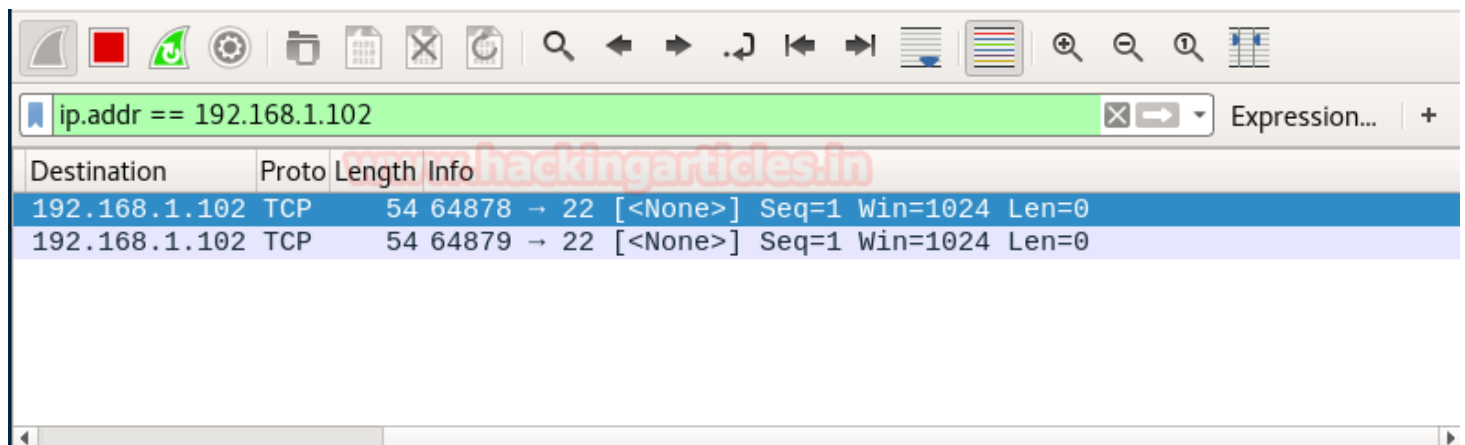 ip.addr == 192.168.1.102 Expression... +
www.hackingarticles.in
Destination Proto Length Info
192.168.1.102 TCP 54 64878 → 22 [<None>] Seq=1 Win=1024 Len=0
192.168.1.102 TCP 54 64879 → 22 [<None>] Seq=1 Win=1024 Len=0